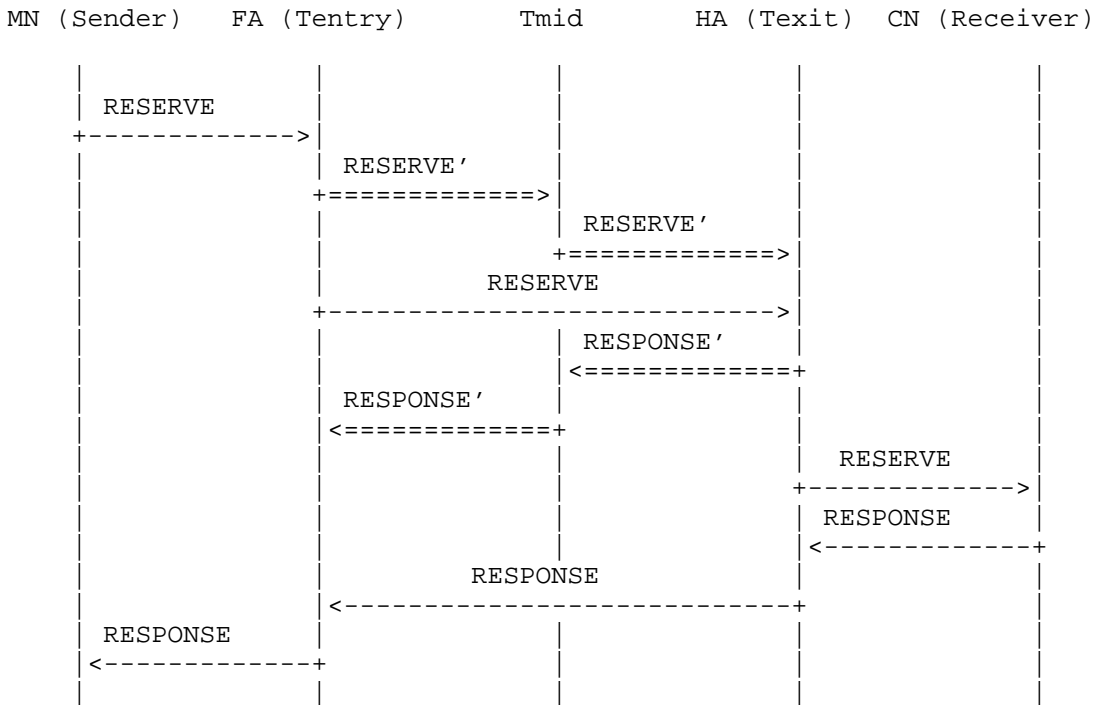 MN (Sender) FA (Tentry) Tmid HA (Texit) CN (Receiver)
RESERVE
RESERVE'
RESERVE'
RESERVE
RESPONSE'
RESPONSE'
RESERVE
RESPONSE
RESPONSE
RESPONSE